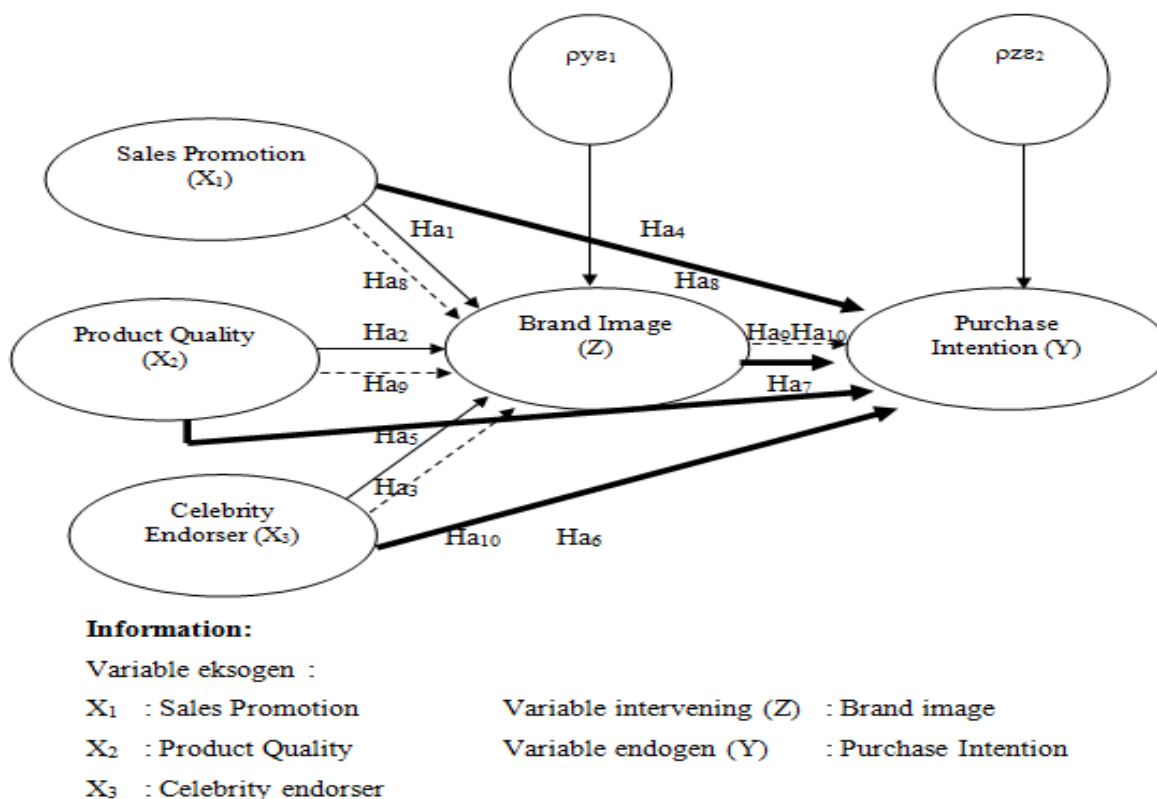 ρyε₁
ρzε₂
Sales Promotion
(X₁)
Ha₁
Ha₄
Ha₈
Ha₈
Product Quality
(X₂)
Ha₂
Ha₉
Brand Image
(Z)
Ha₉Ha₁₀
Ha₇
Purchase
Intention (Y)
Ha₅
Ha₃
Celebrity
Endorser (X₃)
Ha₁₀
Ha₆
Information:
Variable eksogen :
X₁ : Sales Promotion Variable intervening (Z) : Brand image
X₂ : Product Quality Variable endogen (Y) : Purchase Intention
X₃ : Celebrity endorser